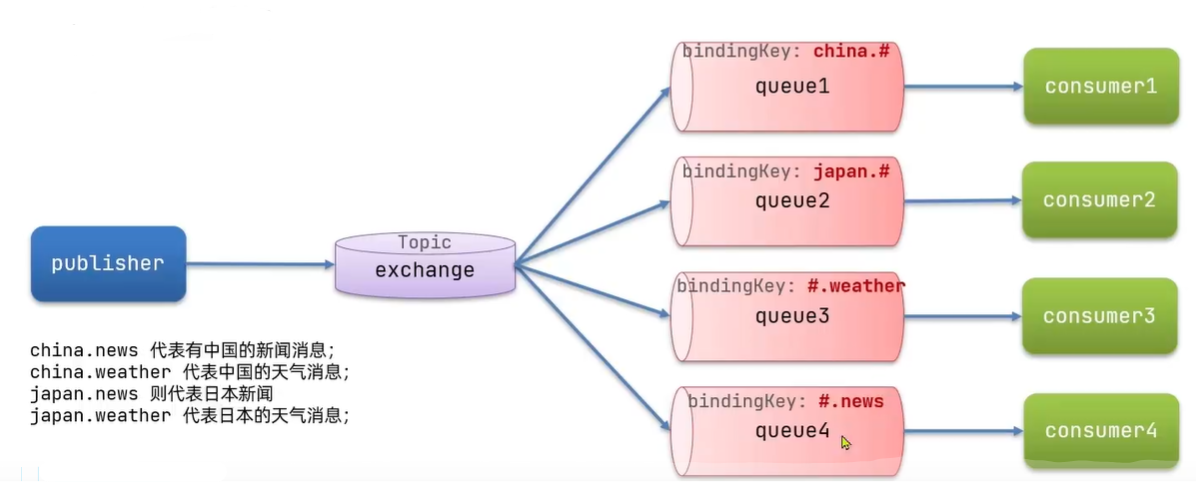 bindingKey: china.#
queue1
consumer1
bindingKey: japan.#
queue2
consumer2
publisher
Topic
exchange
bindingKey: #.weather
queue3
consumer3
china.news 代表有中国的新闻消息；
china.weather 代表中国的天气消息；
japan.news 则代表日本新闻
japan.weather 代表日本的天气消息；
bindingKey: #.news
queue4
consumer4